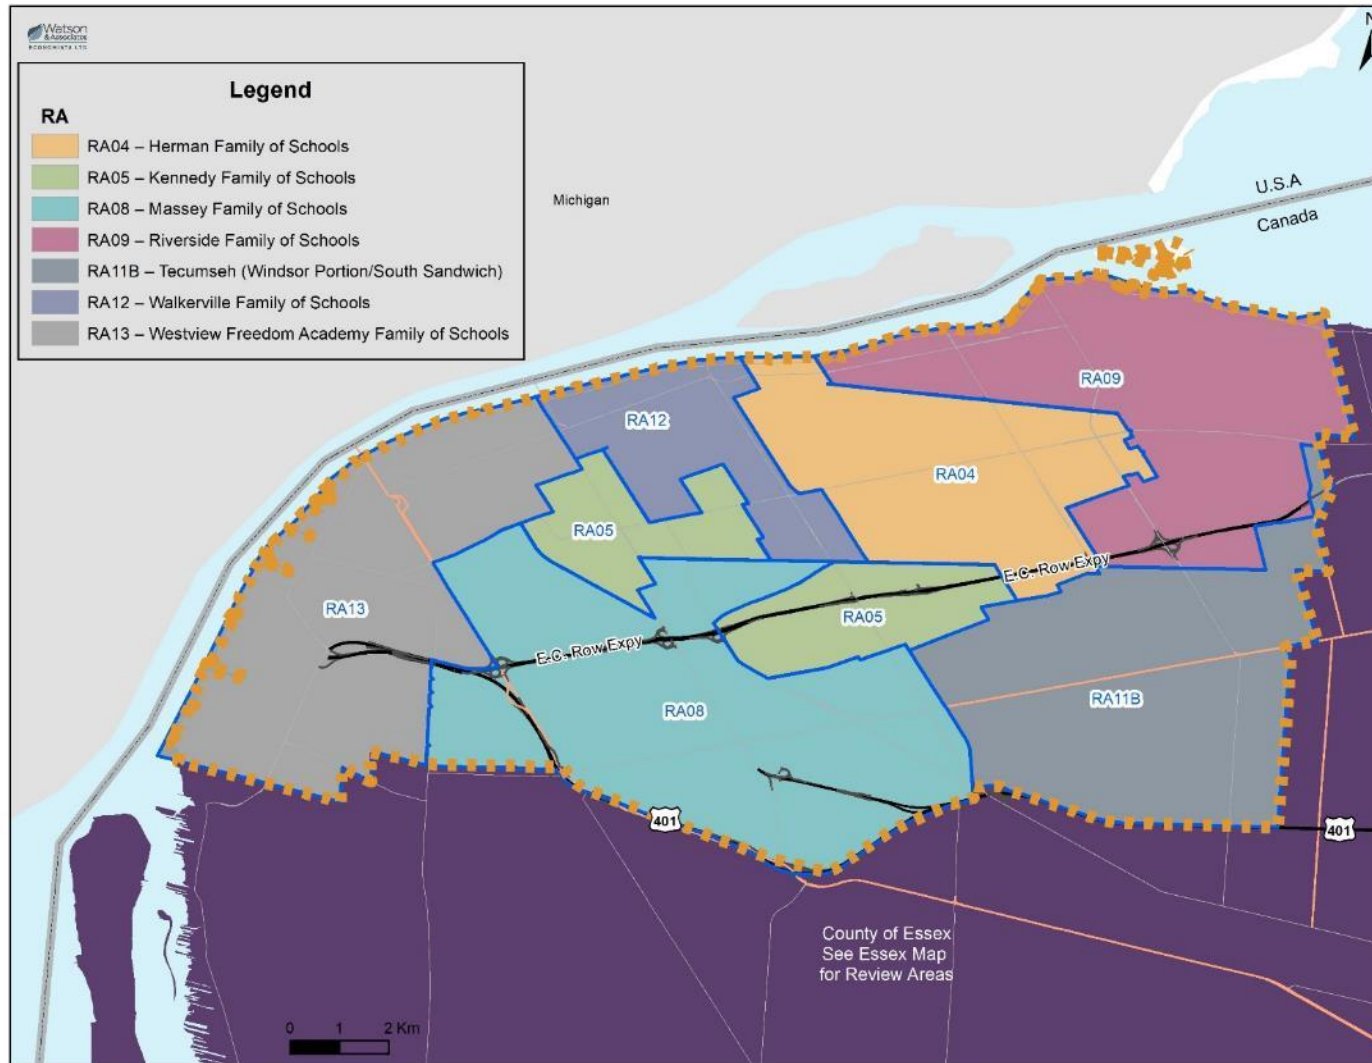 Watson
& Associates
ECONOMISTS LTD
N
Legend
RA
RA04 – Herman Family of Schools
RA05 – Kennedy Family of Schools
RA08 – Massey Family of Schools
RA09 – Riverside Family of Schools
RA11B – Tecumseh (Windsor Portion/South Sandwich)
RA12 – Walkerville Family of Schools
RA13 – Westview Freedom Academy Family of Schools
Michigan
U.S.A
Canada
RA09
RA12
RA04
RA05
E.C. Row Expy
RA13
RA05
E.C. Row Expy
RA11B
RA08
401
401
County of Essex
See Essex Map
for Review Areas
0 1 2 Km